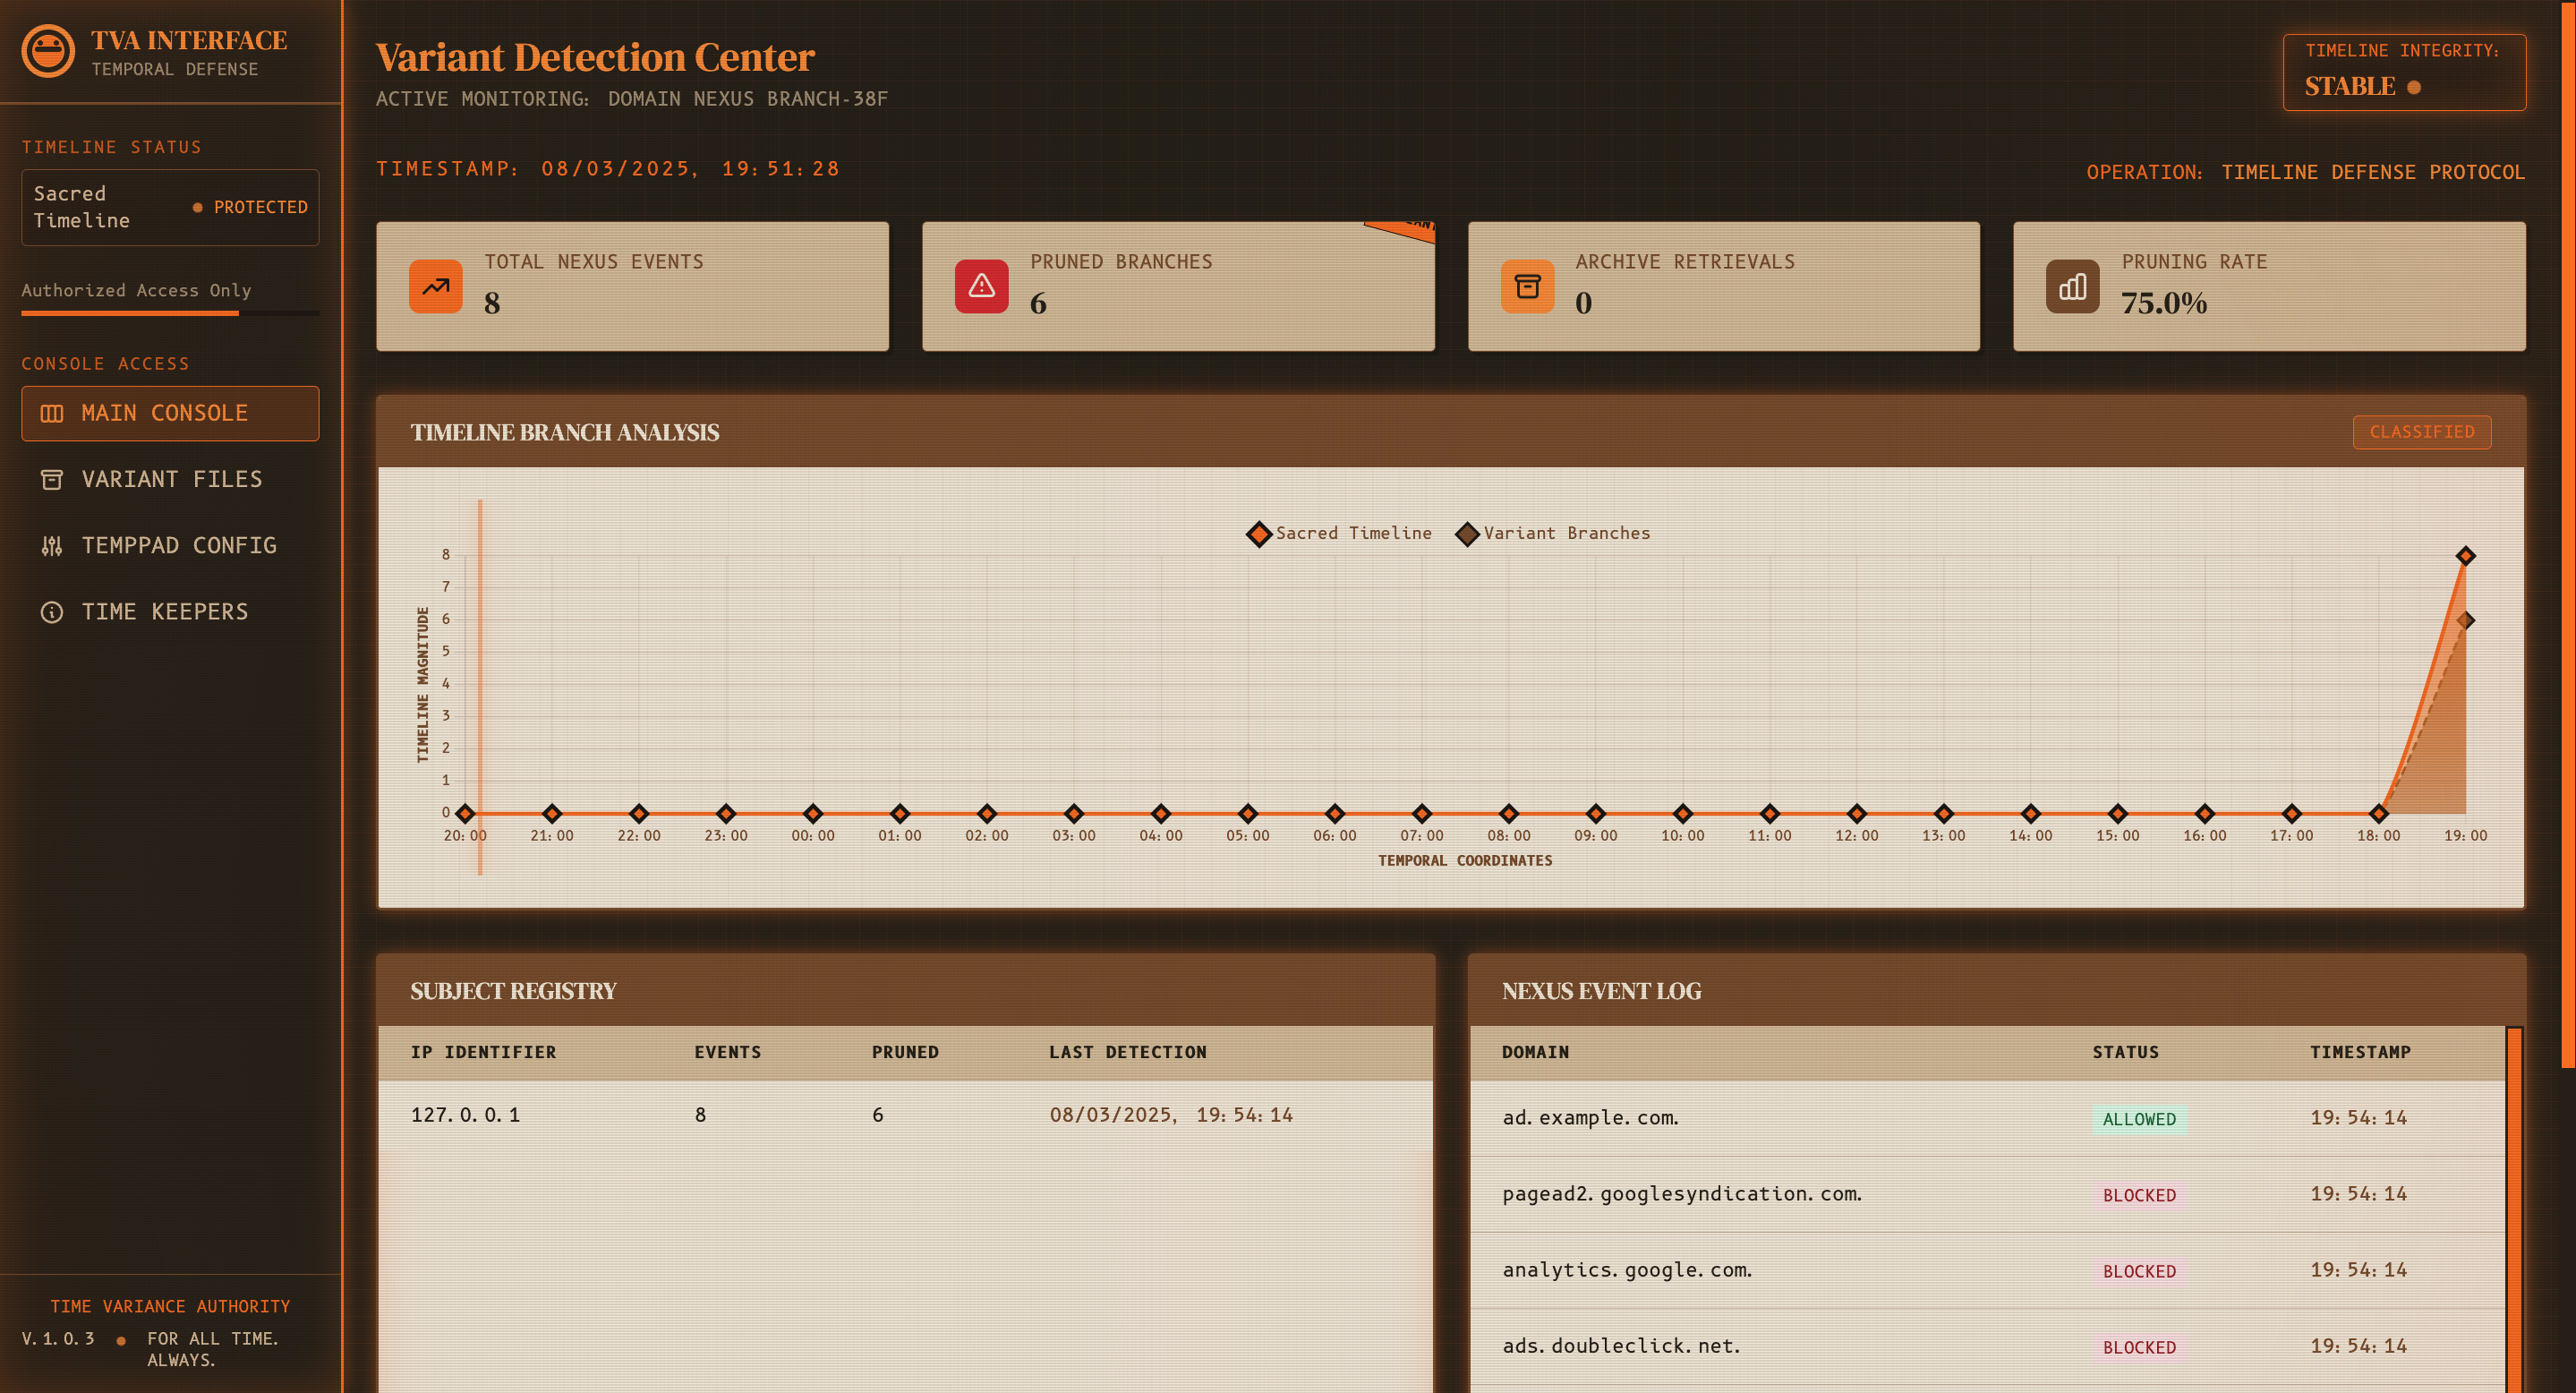 TVA INTERFACE
TEMPORAL DEFENSE
TIMELINE STATUS
Sacred
Timeline
PROTECTED
Authorized Access Only
CONSOLE ACCESS
MAIN CONSOLE
VARIANT FILES
TEMPPAD CONFIG
TIME KEEPERS
TIME VARIANCE AUTHORITY
V.1.0.3
FOR ALL TIME.
ALWAYS.
Variant Detection Center
ACTIVE MONITORING: DOMAIN NEXUS BRANCH-38F
TIMELINE INTEGRITY:
STABLE
TIMESTAMP: 08/03/2025, 19:51:28
OPERATION: TIMELINE DEFENSE PROTOCOL
TOTAL NEXUS EVENTS
8
PRUNED BRANCHES
6
ARCHIVE RETRIEVALS
0
PRUNING RATE
75.0%
TIMELINE BRANCH ANALYSIS
CLASSIFIED
Sacred Timeline
Variant Branches
TIMELINE MAGNITUDE
8
7
6
5
4
3
2
1
0
20:00 21:00 22:00 23:00 00:00 01:00 02:00 03:00 04:00 05:00 06:00 07:00 08:00 09:00 10:00 11:00 12:00 13:00 14:00 15:00 16:00 17:00 18:00 19:00
TEMPORAL COORDINATES
SUBJECT REGISTRY
IP IDENTIFIER EVENTS PRUNED LAST DETECTION
127.0.0.1 8 6 08/03/2025, 19:54:14
NEXUS EVENT LOG
DOMAIN STATUS TIMESTAMP
ad.example.com. ALLOWED 19:54:14
pagead2.googlesyndication.com. BLOCKED 19:54:14
analytics.google.com. BLOCKED 19:54:14
ads.doubleclick.net. BLOCKED 19:54:14